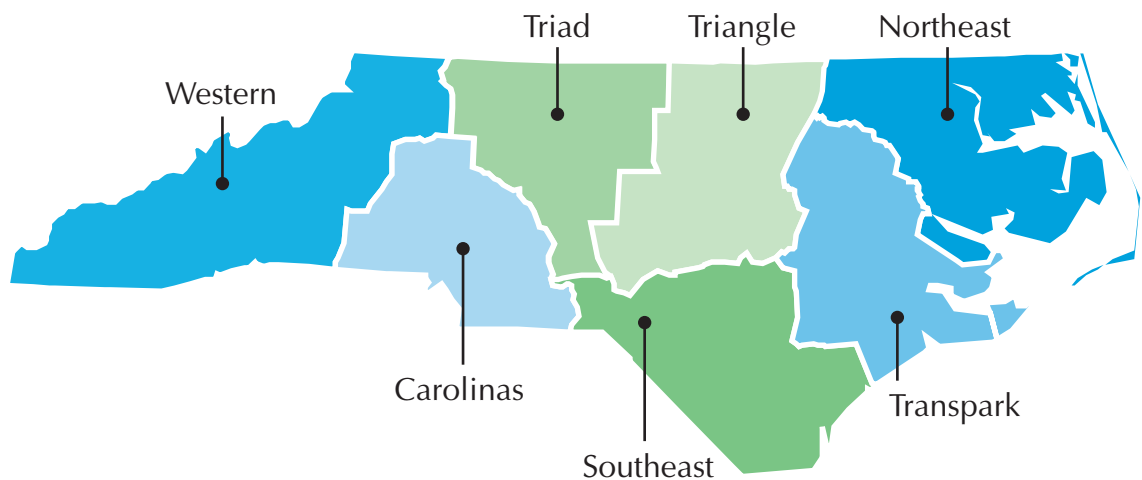 Triad
Triangle
Northeast
Western
Carolinas
Transpark
Southeast